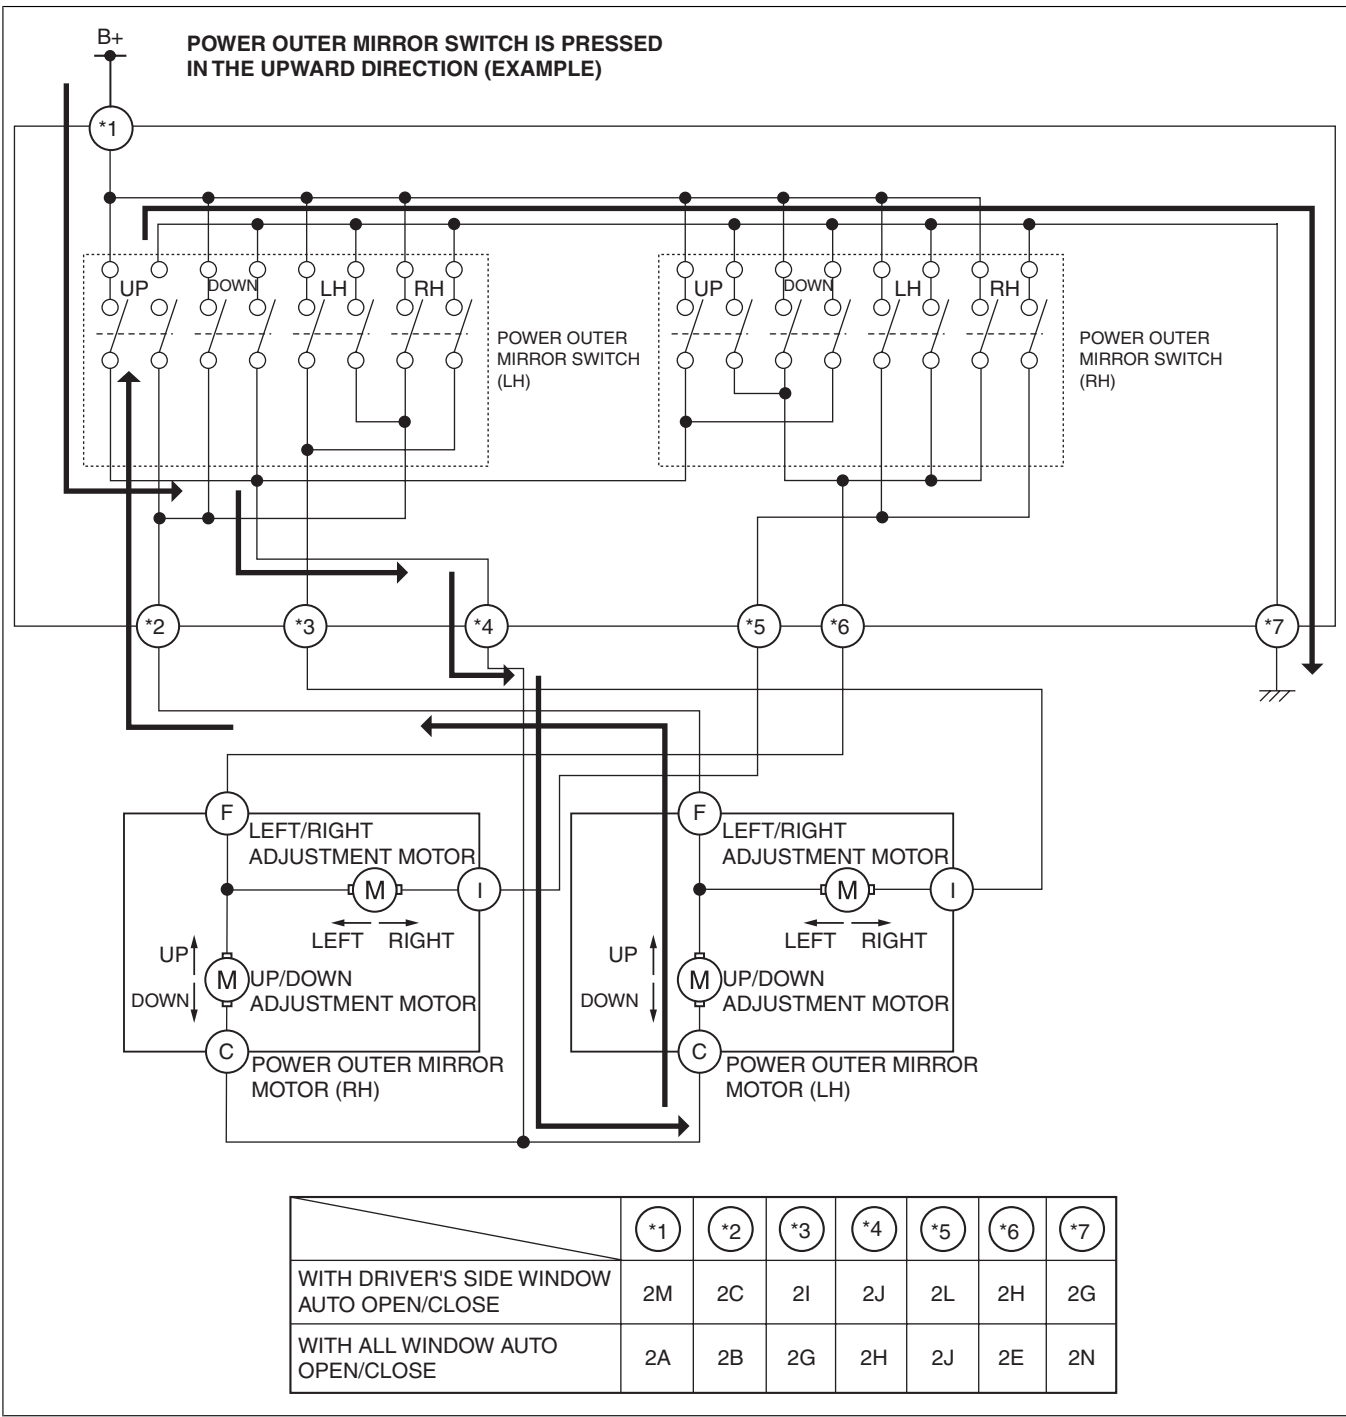 B+
POWER OUTER MIRROR SWITCH IS PRESSED
IN THE UPWARD DIRECTION (EXAMPLE)
*1
UP
DOWN
LH
RH
POWER OUTER
MIRROR SWITCH
(LH)
UP
DOWN
LH
RH
POWER OUTER
MIRROR SWITCH
(RH)
*2
*3
*4
*5
*6
*7
F
LEFT/RIGHT
ADJUSTMENT MOTOR
M
I
LEFT
RIGHT
UP
DOWN
M
UP/DOWN
ADJUSTMENT MOTOR
C
POWER OUTER MIRROR
MOTOR (RH)
F
LEFT/RIGHT
ADJUSTMENT MOTOR
M
I
LEFT
RIGHT
UP
DOWN
M
UP/DOWN
ADJUSTMENT MOTOR
C
POWER OUTER MIRROR
MOTOR (LH)
*1 *2 *3 *4 *5 *6 *7
WITH DRIVER'S SIDE WINDOW
AUTO OPEN/CLOSE
2M 2C 2I 2J 2L 2H 2G
WITH ALL WINDOW AUTO
OPEN/CLOSE
2A 2B 2G 2H 2J 2E 2N